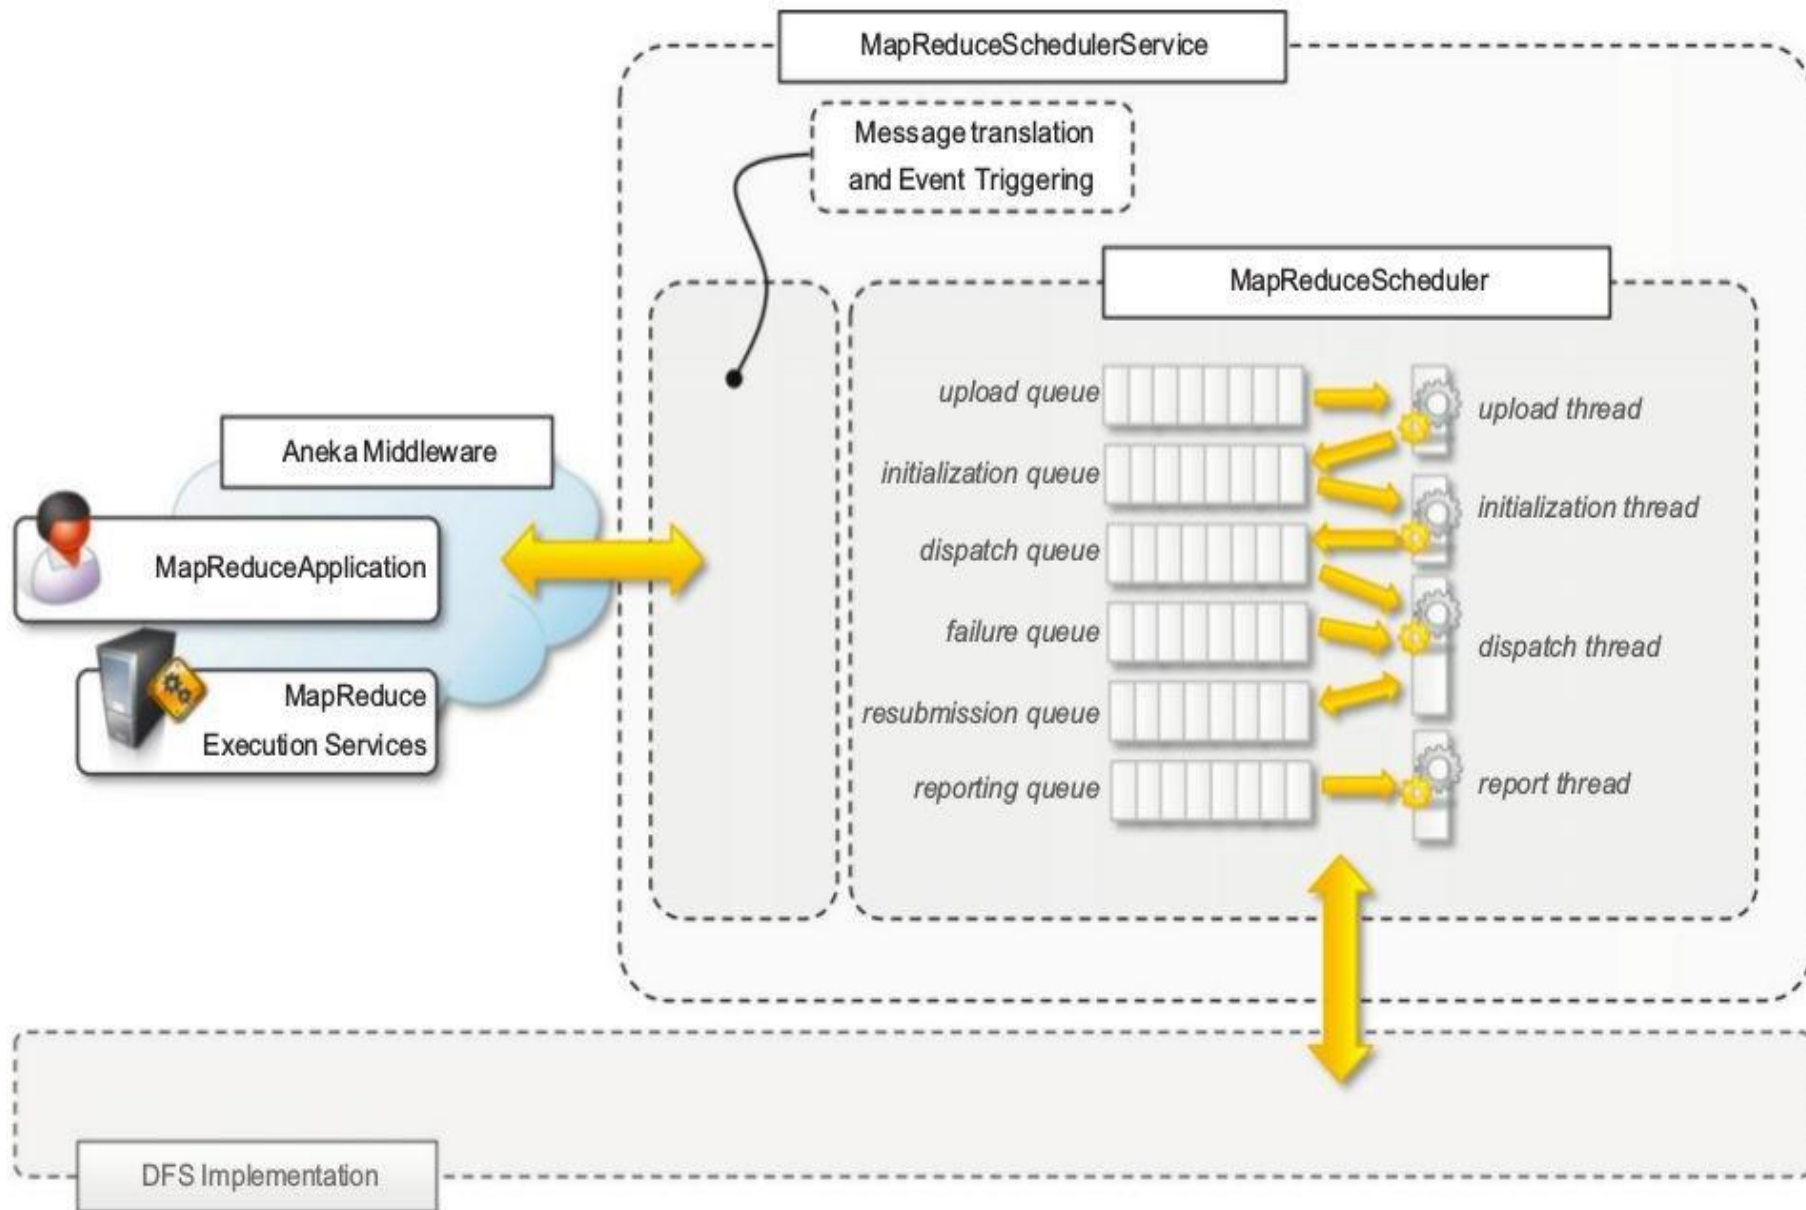 MapReduceSchedulerService
Message translation
and Event Triggering
MapReduceScheduler
upload queue
upload thread
initialization queue
initialization thread
dispatch queue
failure queue
dispatch thread
resubmission queue
reporting queue
report thread
Aneka Middleware
MapReduceApplication
MapReduce
Execution Services
DFS Implementation